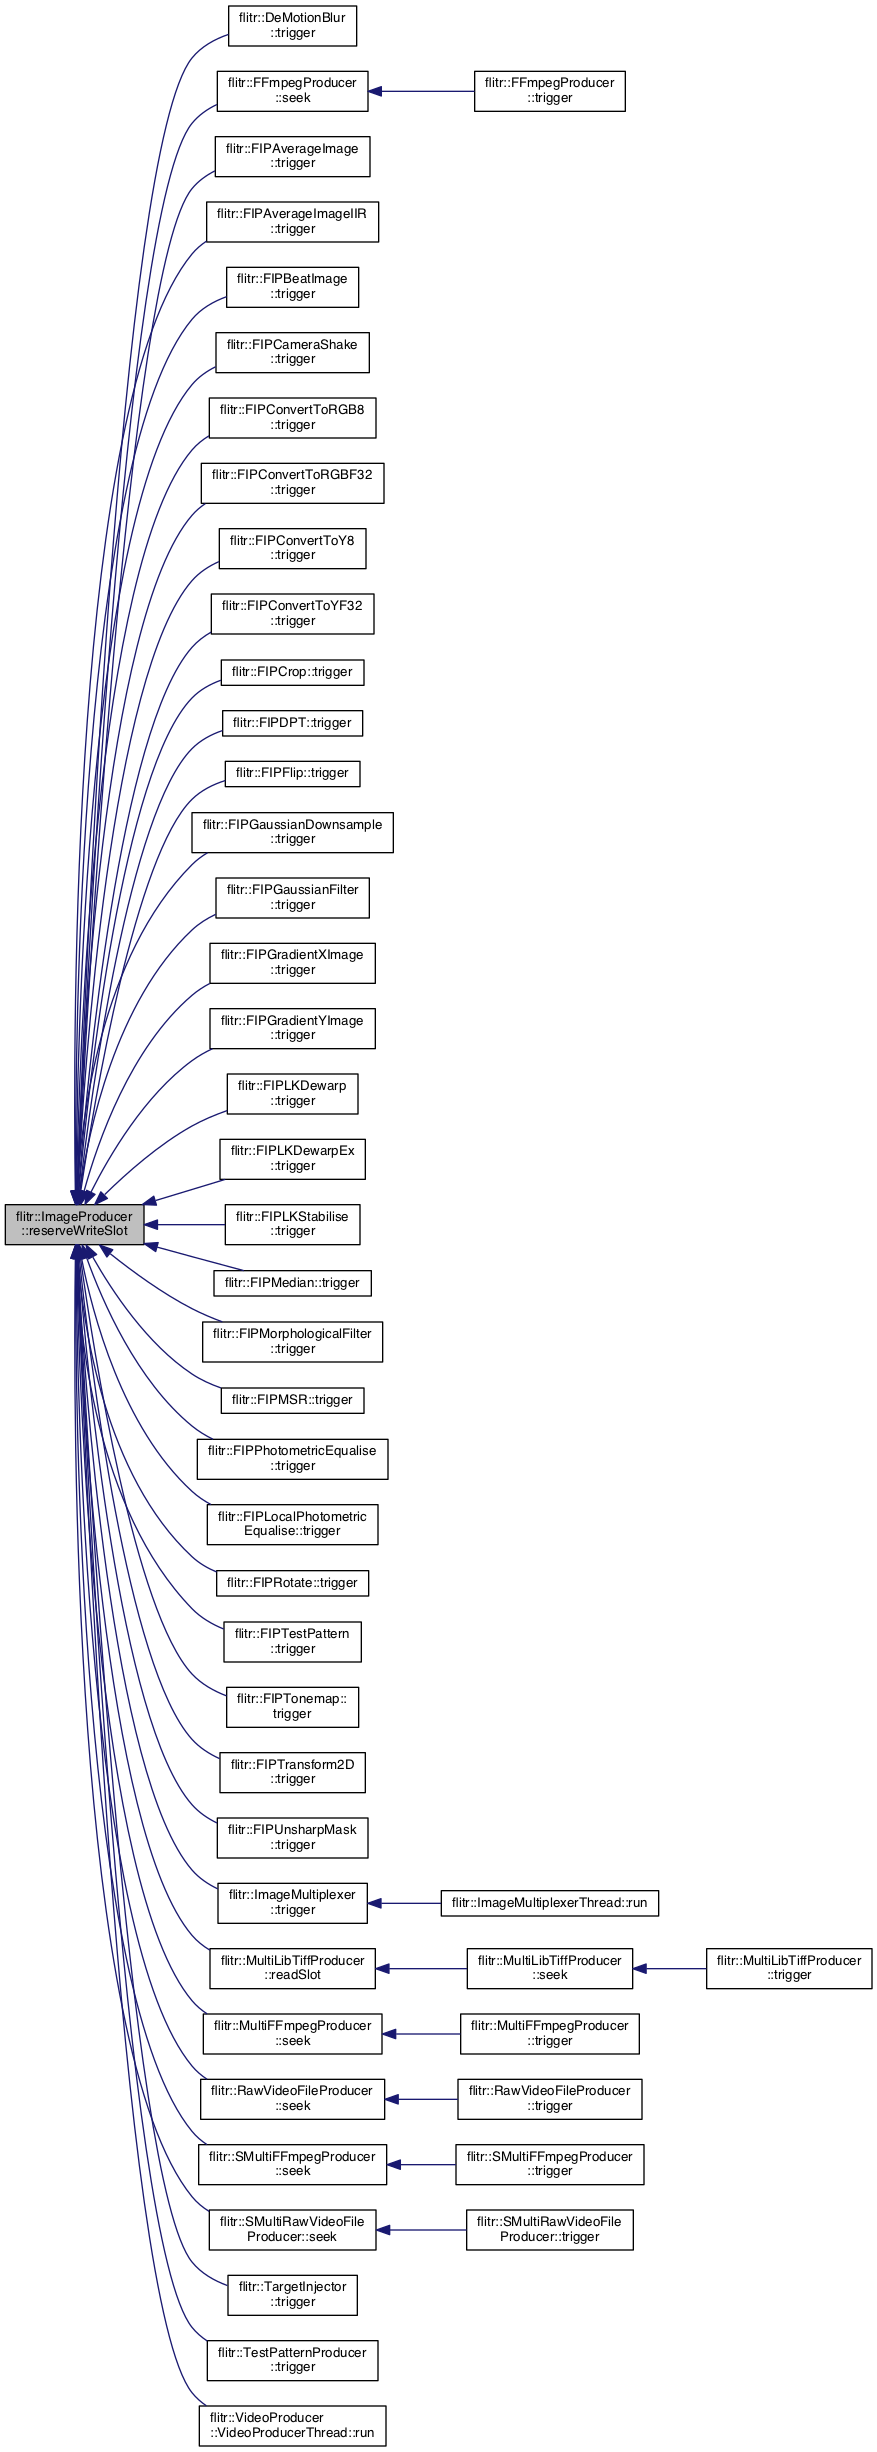 flitr::DeMotionBlur
::trigger
flitr::FFmpegProducer
::seek
flitr::FFmpegProducer
::trigger
flitr::FIPAverageImage
::trigger
flitr::FIPAverageImageIIR
::trigger
flitr::FIPBeatImage
::trigger
flitr::FIPCameraShake
::trigger
flitr::FIPConvertToRGB8
::trigger
flitr::FIPConvertToRGBF32
::trigger
flitr::FIPConvertToY8
::trigger
flitr::FIPConvertToYF32
::trigger
flitr::FIPCrop::trigger
flitr::FIPDPT::trigger
flitr::FIPFlip::trigger
flitr::FIPGaussianDownsample
::trigger
flitr::FIPGaussianFilter
::trigger
flitr::FIPGradientXImage
::trigger
flitr::FIPGradientYImage
::trigger
flitr::FIPLKDewarp
::trigger
flitr::FIPLKDewarpEx
::trigger
flitr::ImageProducer
::reserveWriteSlot
flitr::FIPLKStabilise
::trigger
flitr::FIPMedian::trigger
flitr::FIPMorphologicalFilter
::trigger
flitr::FIPMSR::trigger
flitr::FIPPhotometricEqualise
::trigger
flitr::FIPLocalPhotometric
Equalise::trigger
flitr::FIPRotate::trigger
flitr::FIPTestPattern
::trigger
flitr::FIPTonemap::
trigger
flitr::FIPTransform2D
::trigger
flitr::FIPUnsharpMask
::trigger
flitr::ImageMultiplexer
::trigger
flitr::ImageMultiplexerThread::run
flitr::MultiLibTiffProducer
::readSlot
flitr::MultiLibTiffProducer
::seek
flitr::MultiLibTiffProducer
::trigger
flitr::MultiFFmpegProducer
::seek
flitr::MultiFFmpegProducer
::trigger
flitr::RawVideoFileProducer
::seek
flitr::RawVideoFileProducer
::trigger
flitr::SMultiFFmpegProducer
::seek
flitr::SMultiFFmpegProducer
::trigger
flitr::SMultiRawVideoFile
Producer::seek
flitr::SMultiRawVideoFile
Producer::trigger
flitr::TargetInjector
::trigger
flitr::TestPatternProducer
::trigger
flitr::VideoProducer
::VideoProducerThread::run